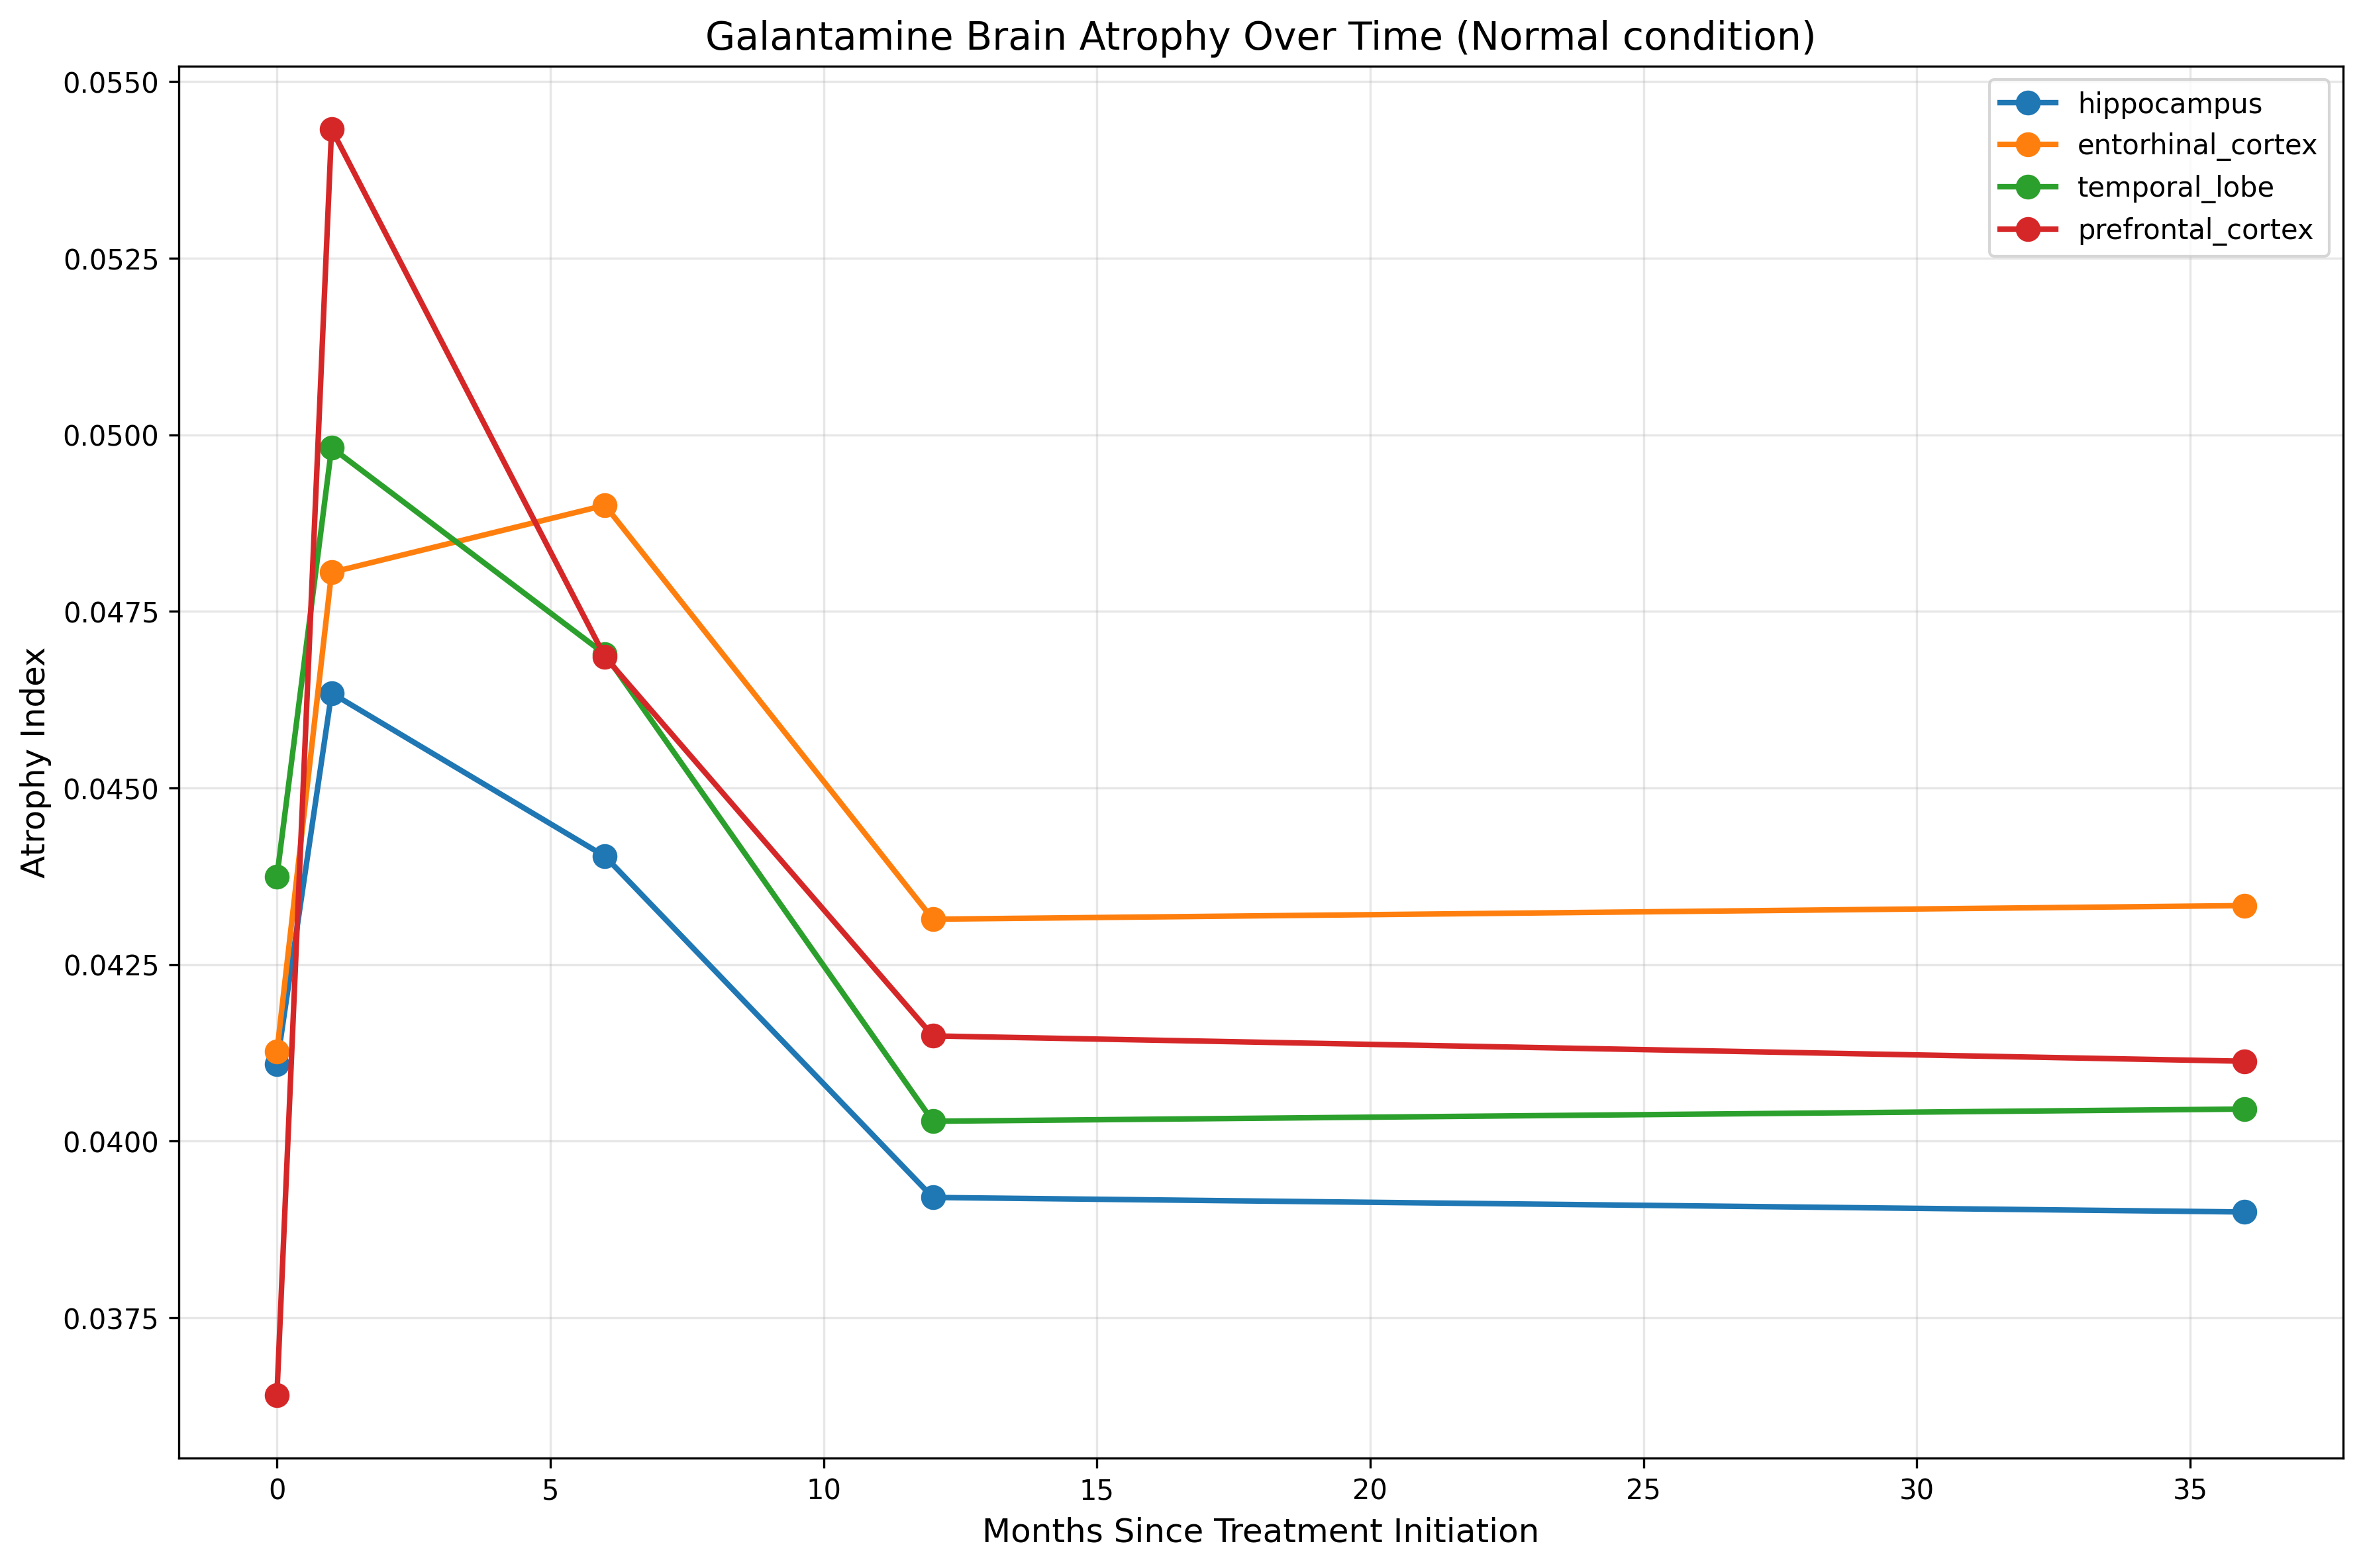 Galantamine Brain Atrophy Over Time (Normal condition)
hippocampus
entorhinal_cortex
temporal_lobe
prefrontal_cortex
Atrophy Index
0.0550
0.0525
0.0500
0.0475
0.0450
0.0425
0.0400
0.0375
0 5 10 15 20 25 30 35
Months Since Treatment Initiation